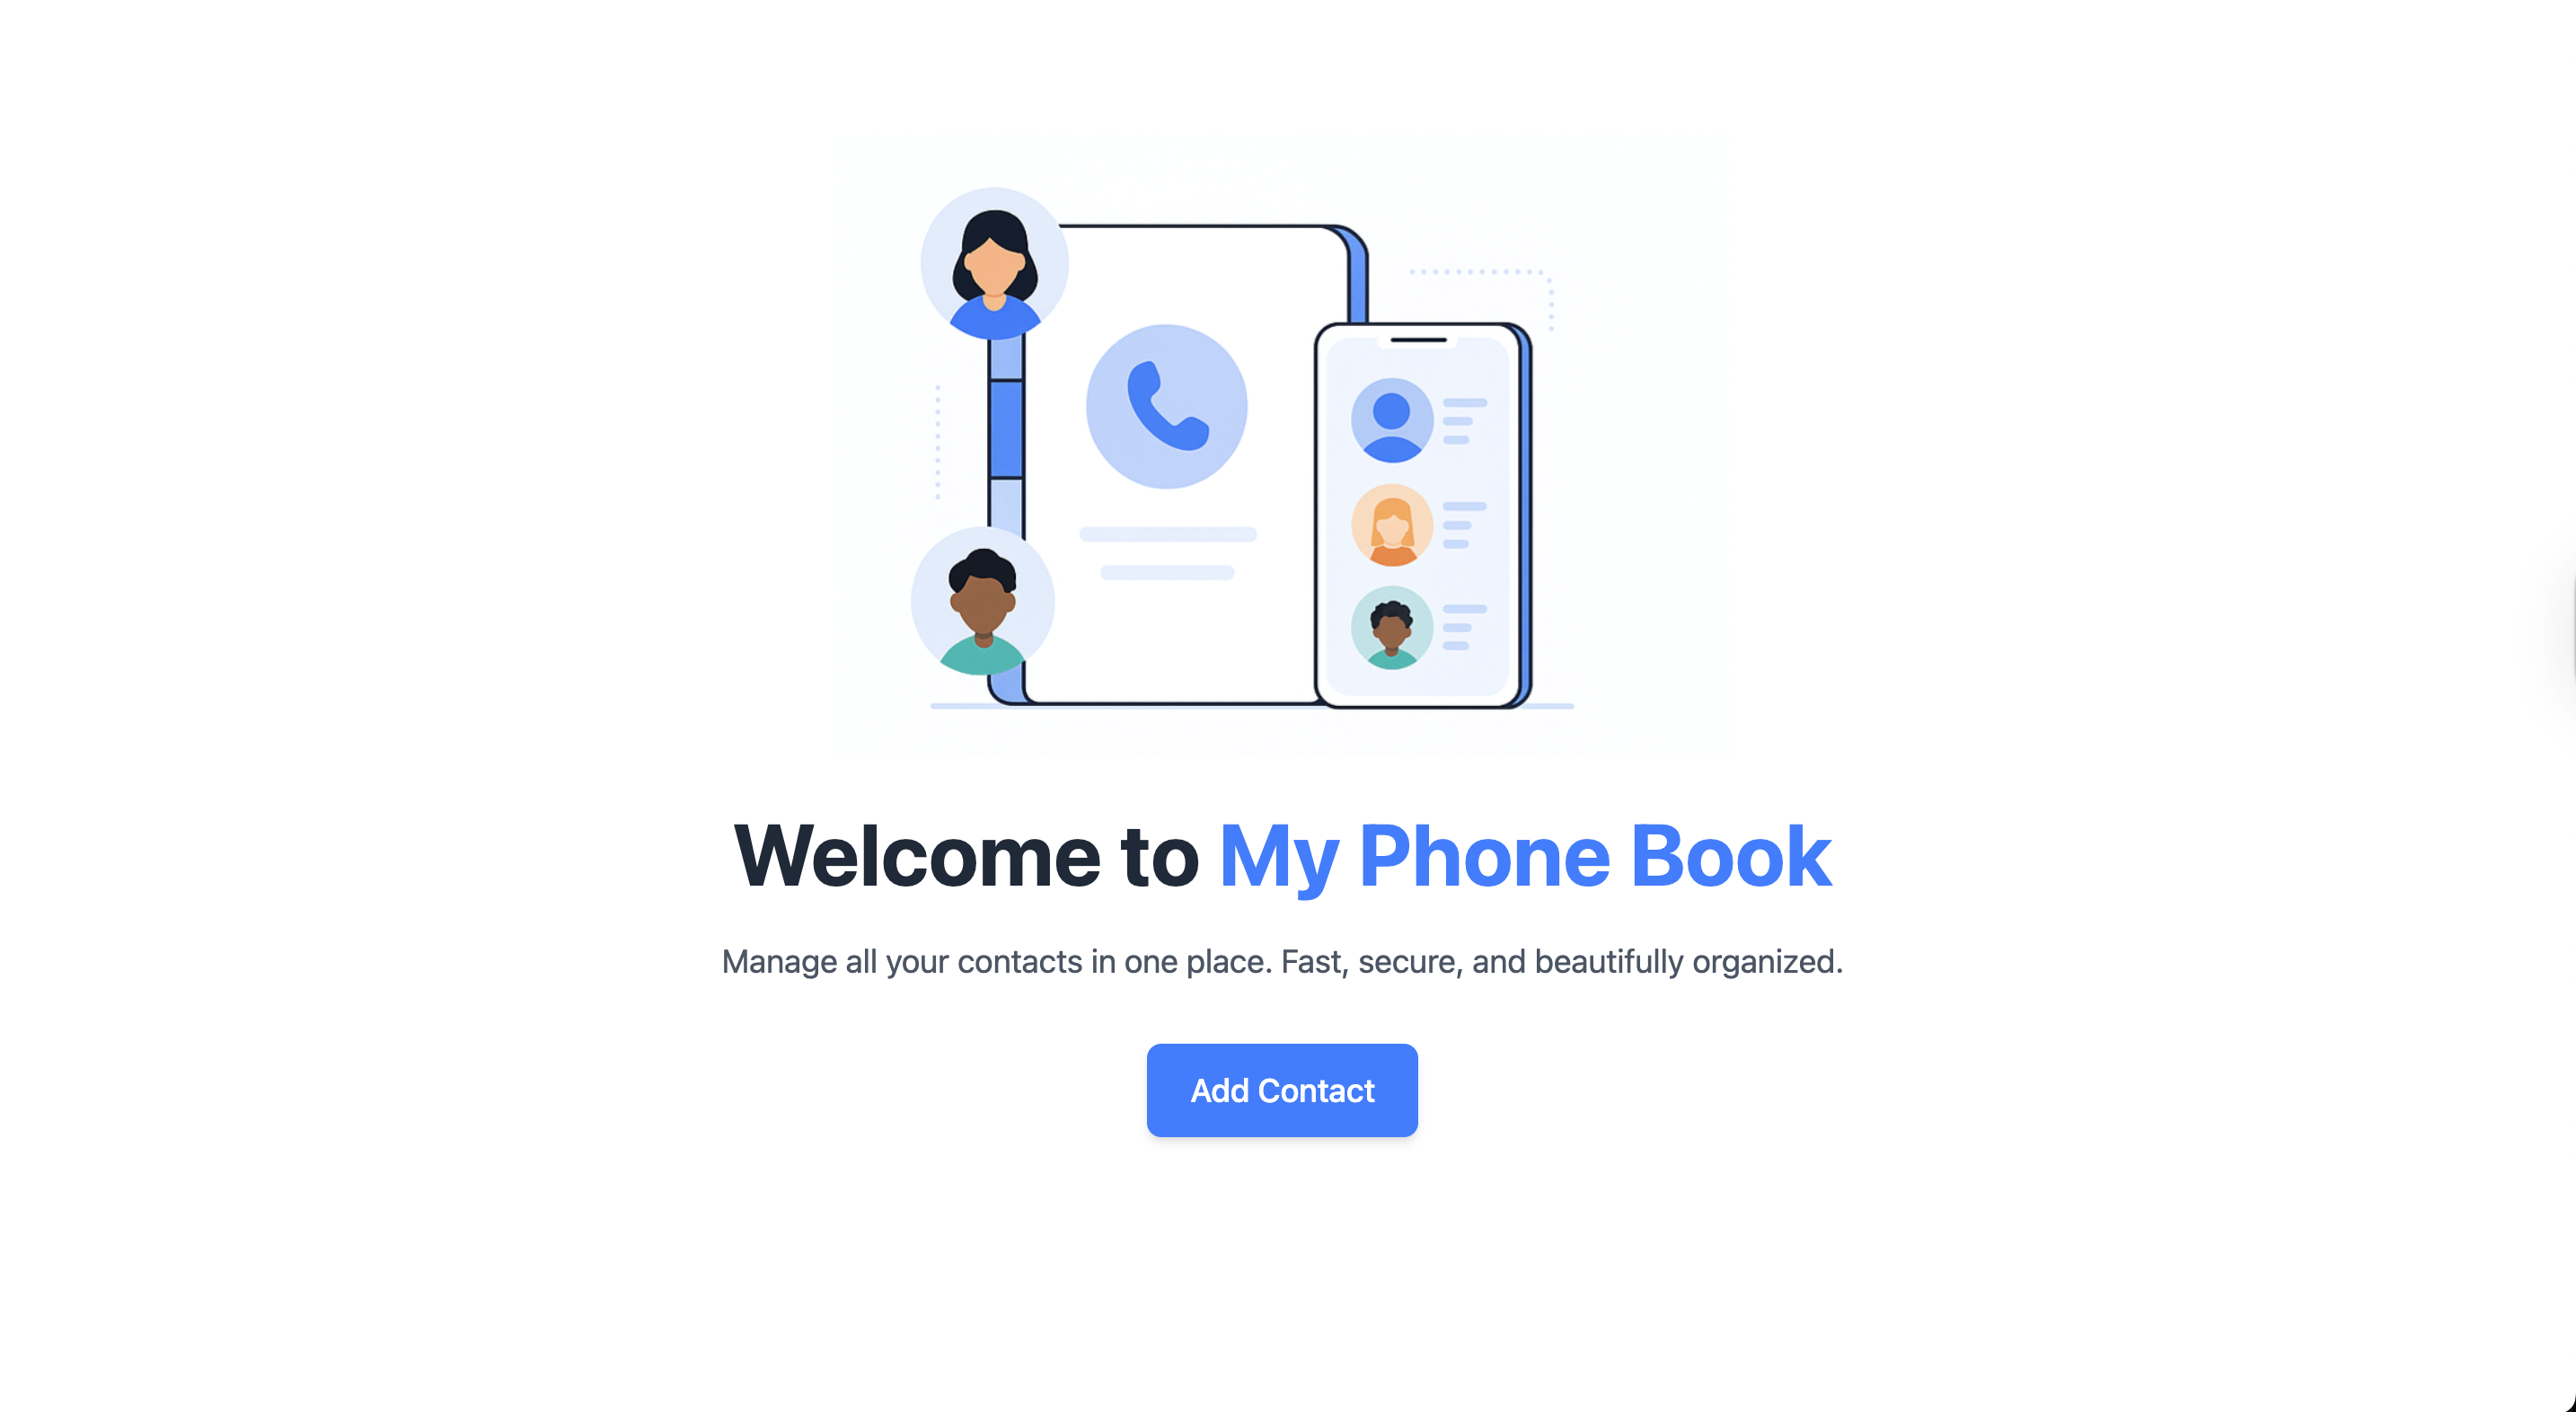 Welcome to My Phone Book
Manage all your contacts in one place. Fast, secure, and beautifully organized.
Add Contact